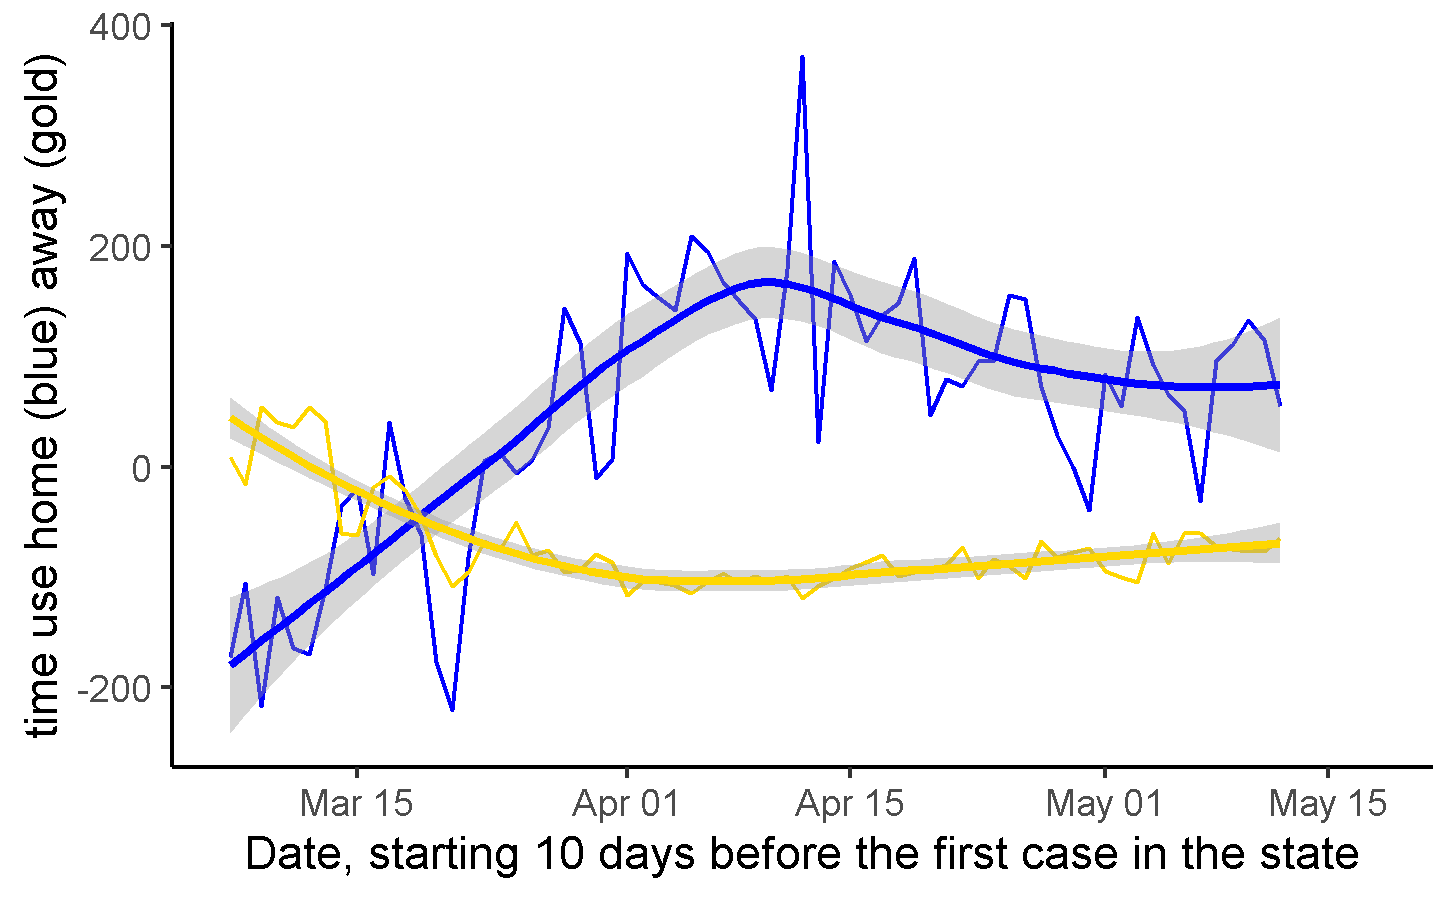 time use home (blue) away (gold)
400
200
0
-200
Mar 15
Apr 01
Apr 15
May 01
May 15
Date, starting 10 days before the first case in the state